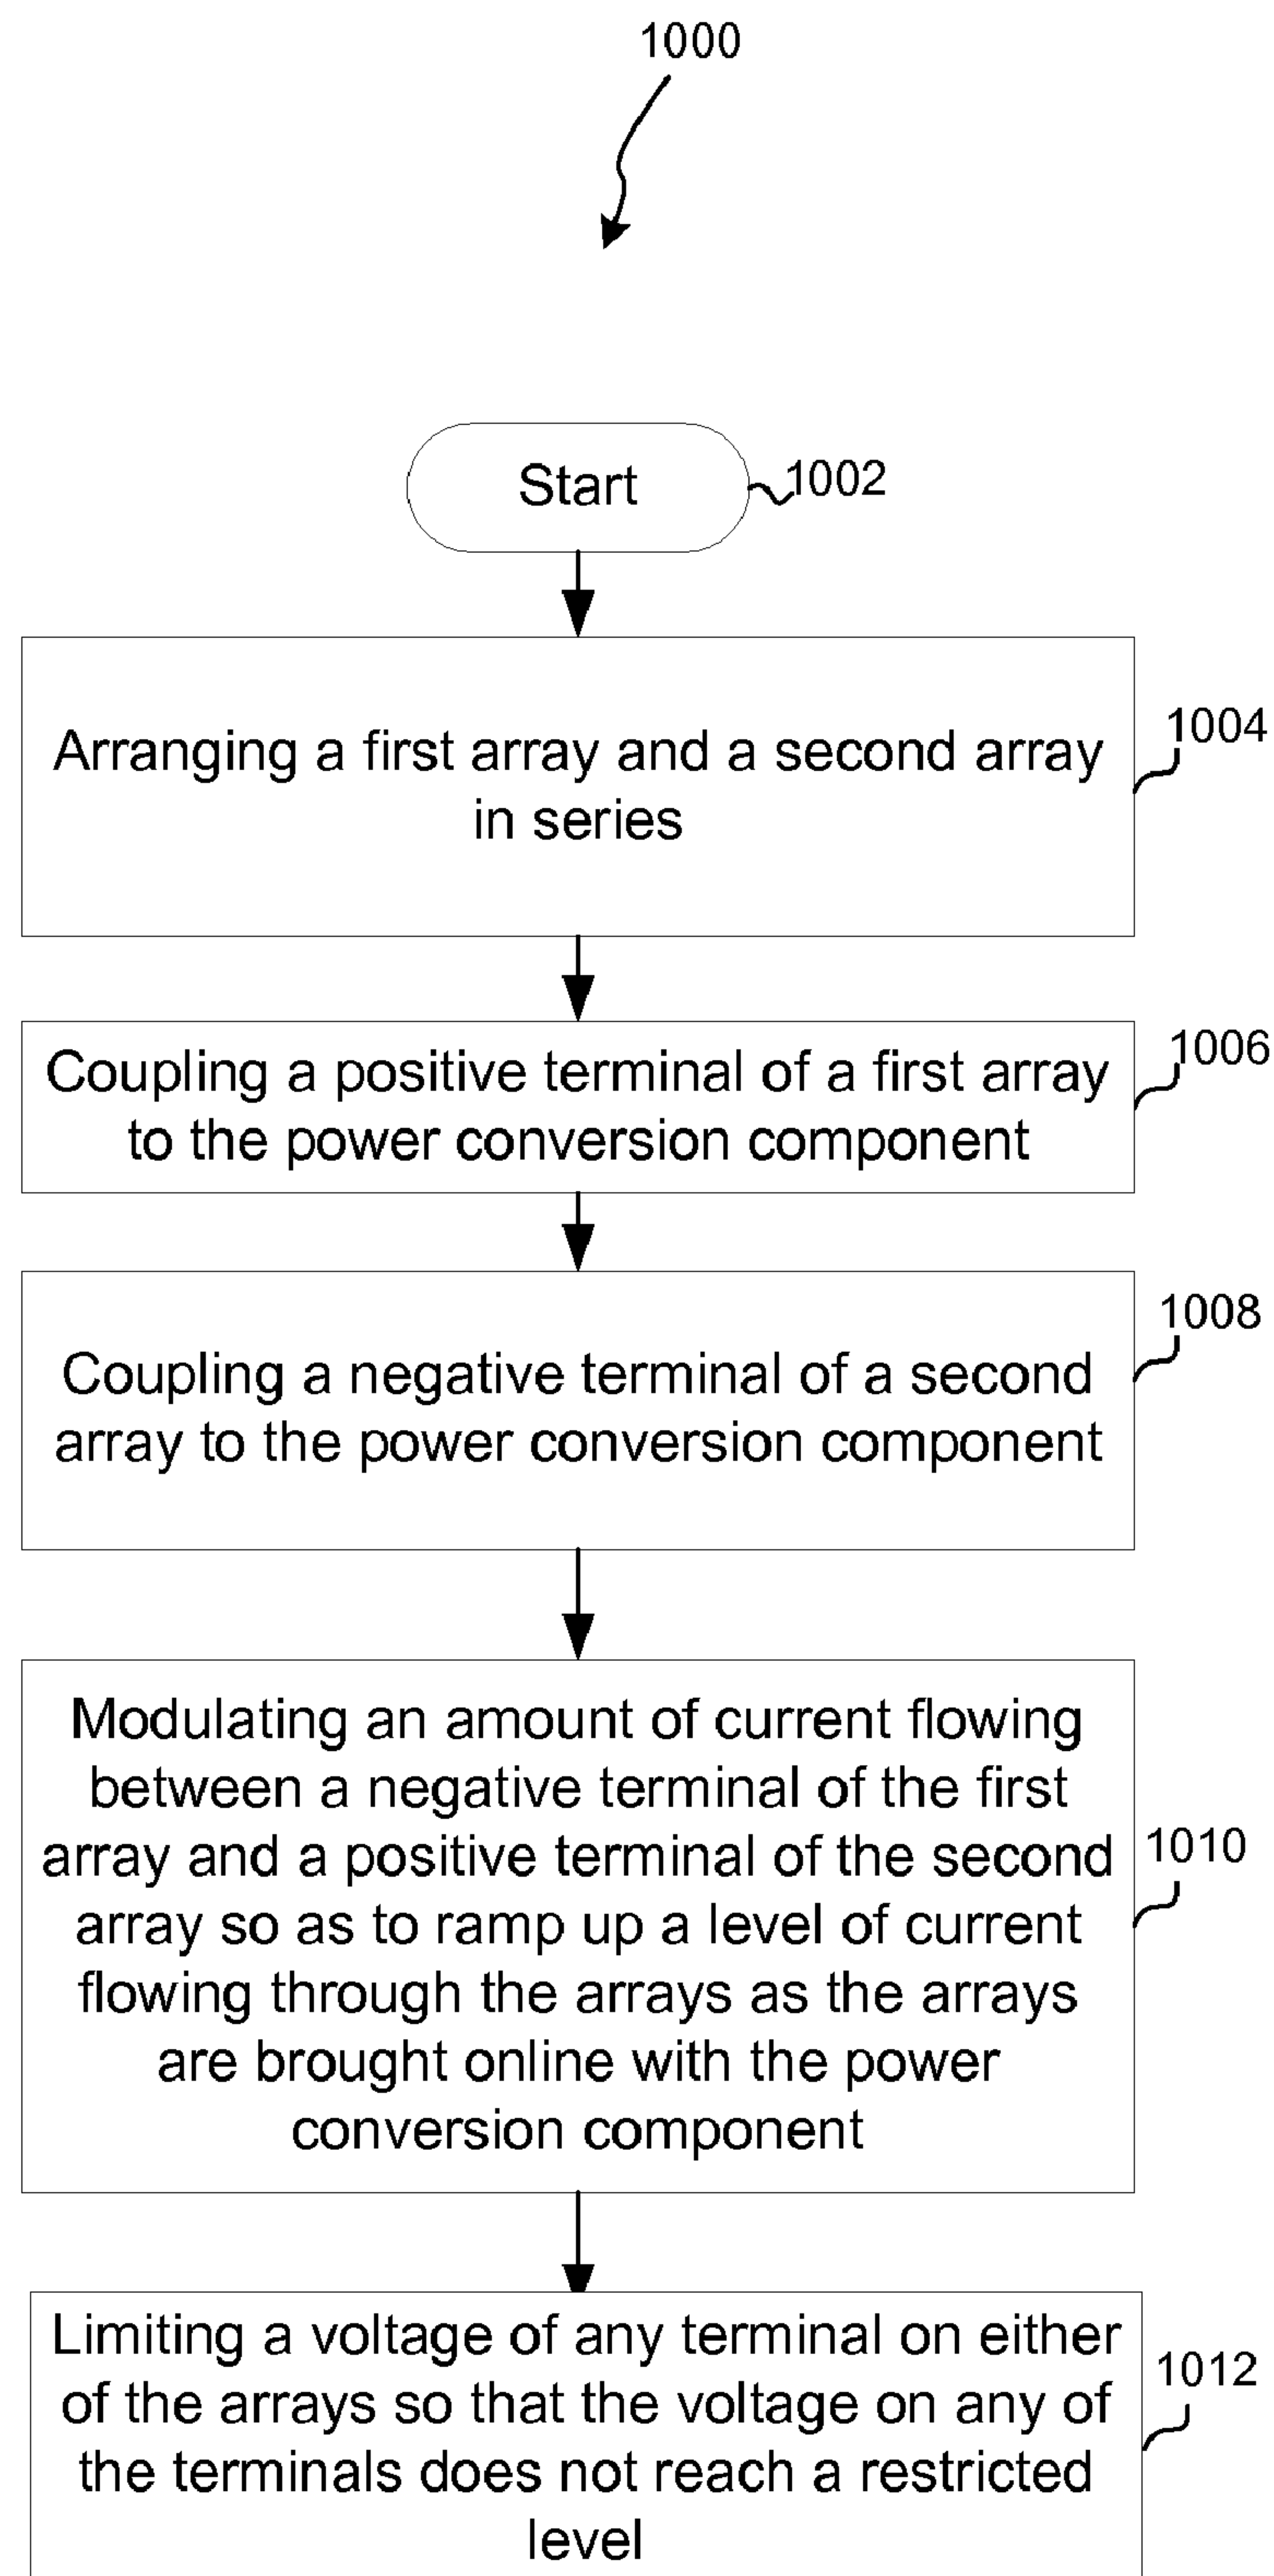 1000
Start
1002
Arranging a first array and a second array
in series
1004
Coupling a positive terminal of a first array
to the power conversion component
1006
Coupling a negative terminal of a second
array to the power conversion component
1008
Modulating an amount of current flowing
between a negative terminal of the first
array and a positive terminal of the second
array so as to ramp up a level of current
flowing through the arrays as the arrays
are brought online with the power
conversion component
1010
Limiting a voltage of any terminal on either
of the arrays so that the voltage on any of
the terminals does not reach a restricted
level
1012